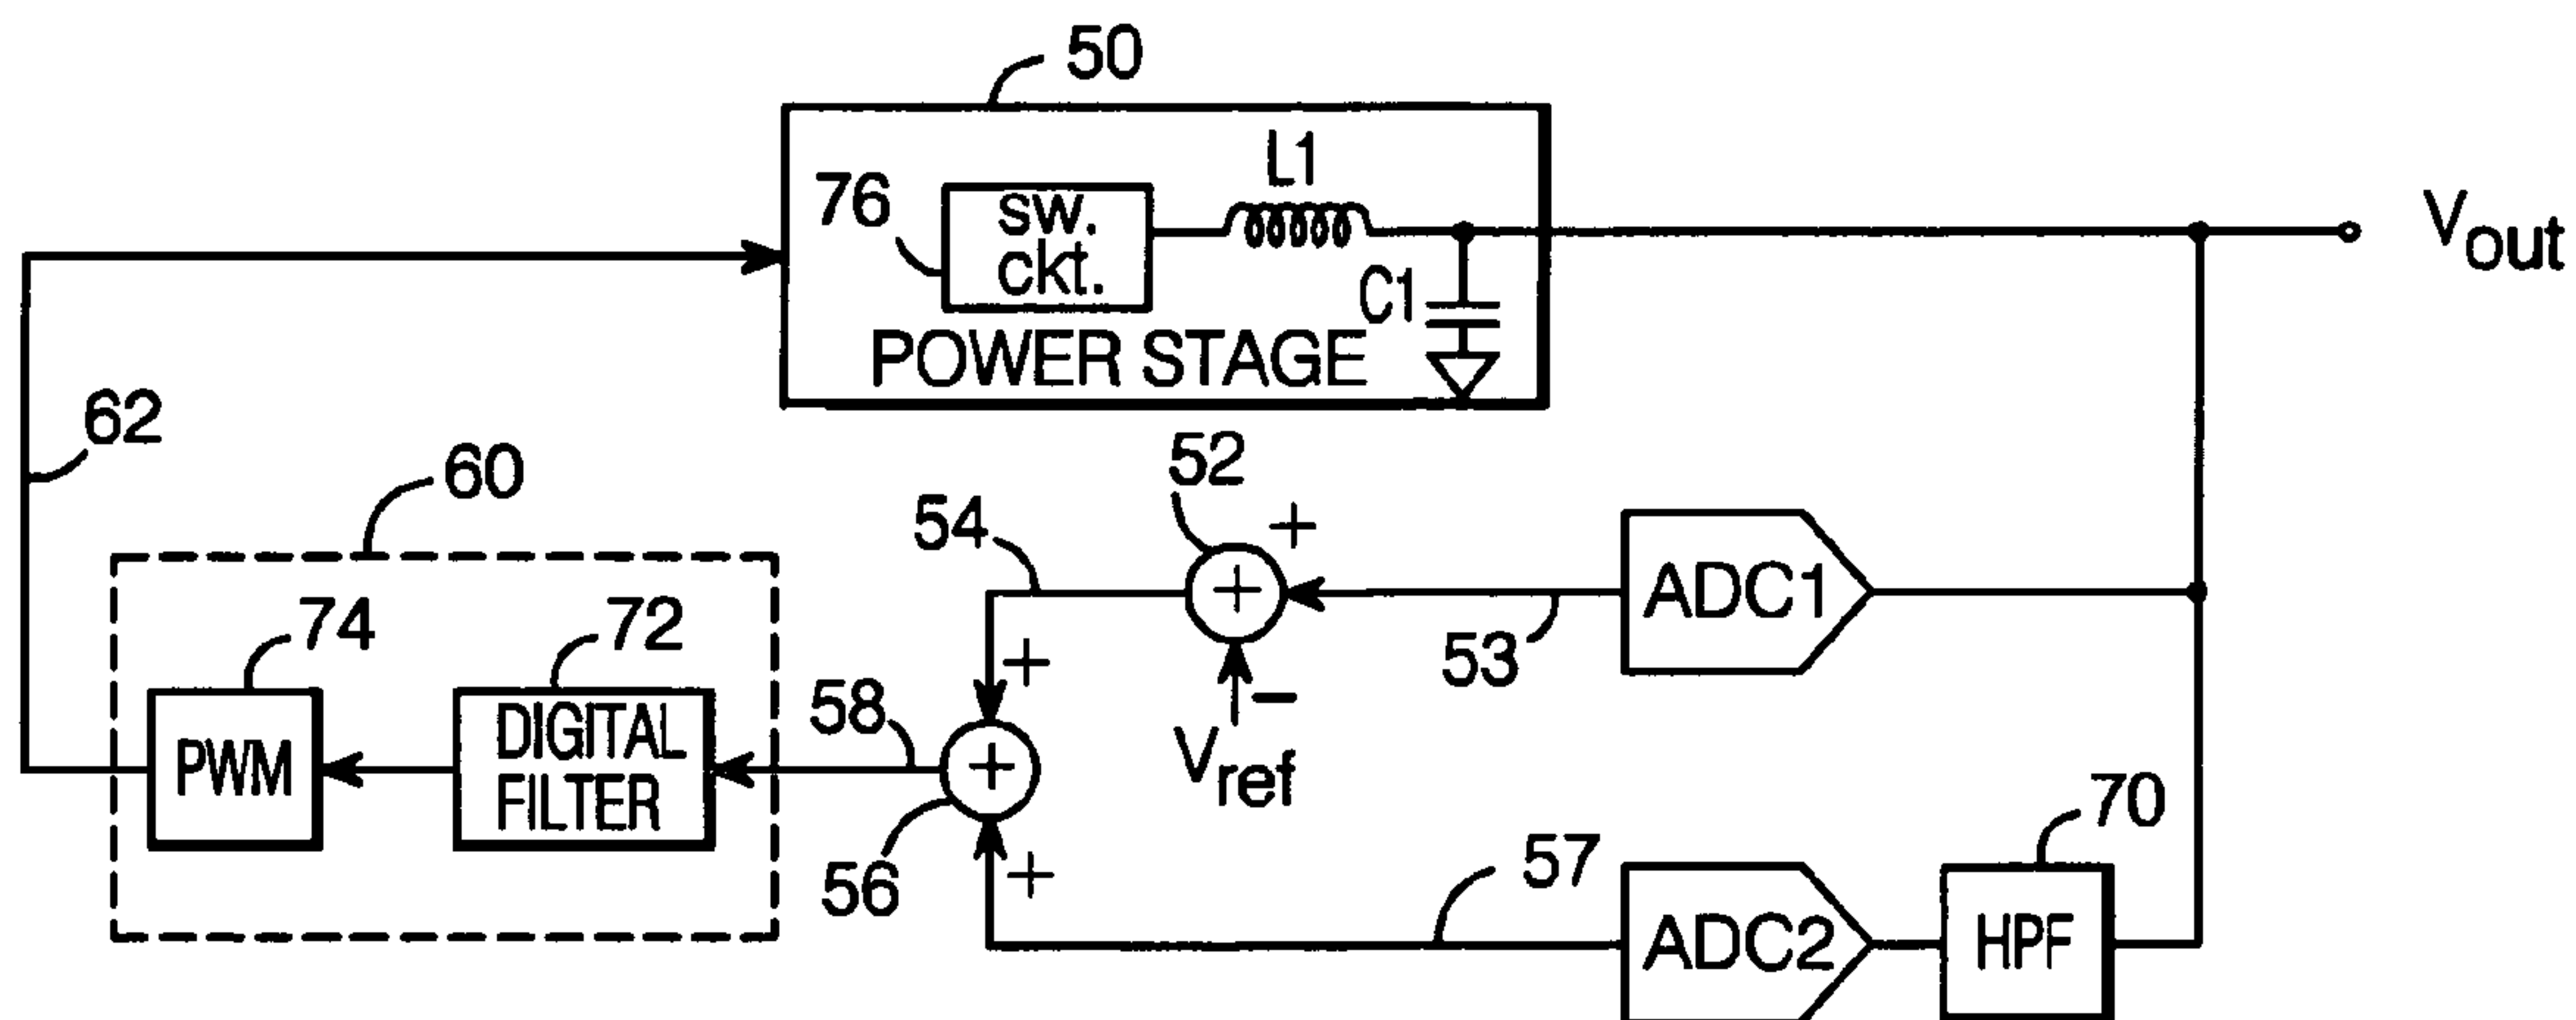 50
L1
76
sw.
ckt.
Vout
C1
POWER STAGE
62
60
52
54
+
+
ADC1
74
72
53
+
58
−
PWM
DIGITAL
FILTER
+
Vref
70
56
+
57
ADC2
HPF